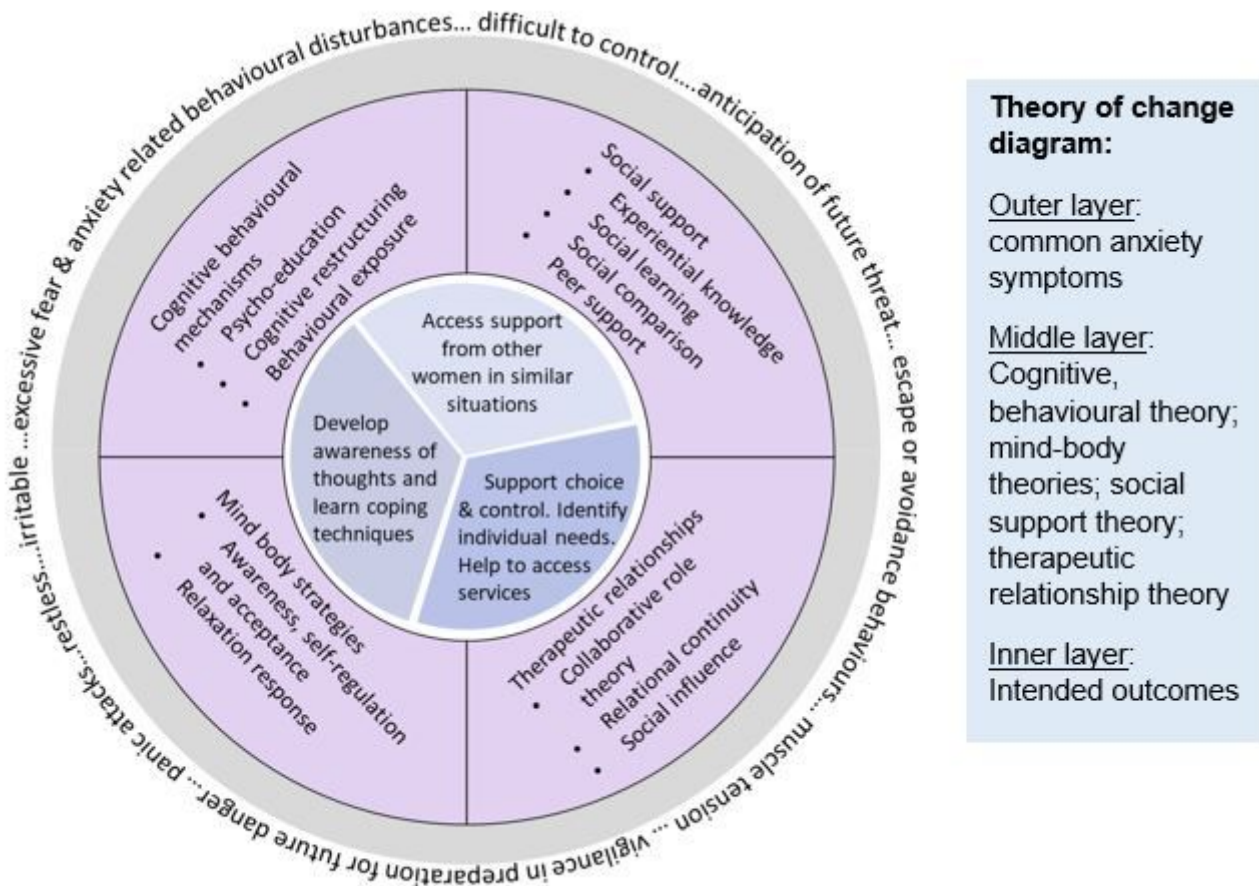 irritable ...excessive fear & anxiety related behavioural disturbances... difficult to control....anticipation of future threat... escape or avoidance behaviours... muscle tension ... vigilance in preparation for future danger... panic attacks...restless....
Cognitive behavioural
mechanisms
• Psycho-education
• Cognitive restructuring
• Behavioural exposure
Social support
• Experiential knowledge
• Social learning
• Social comparison
• Peer support
Access support
from other
women in similar
situations
Develop
awareness of
thoughts and
learn coping
techniques
Support choice
& control. Identify
individual needs.
Help to access
services
Mind body strategies
• Awareness, self-regulation
and acceptance
• Relaxation response
Therapeutic relationships
• Collaborative role
theory
• Relational continuity
• Social influence
Theory of change
diagram:
Outer layer:
common anxiety
symptoms
Middle layer:
Cognitive,
behavioural theory;
mind-body
theories; social
support theory;
therapeutic
relationship theory
Inner layer:
Intended outcomes